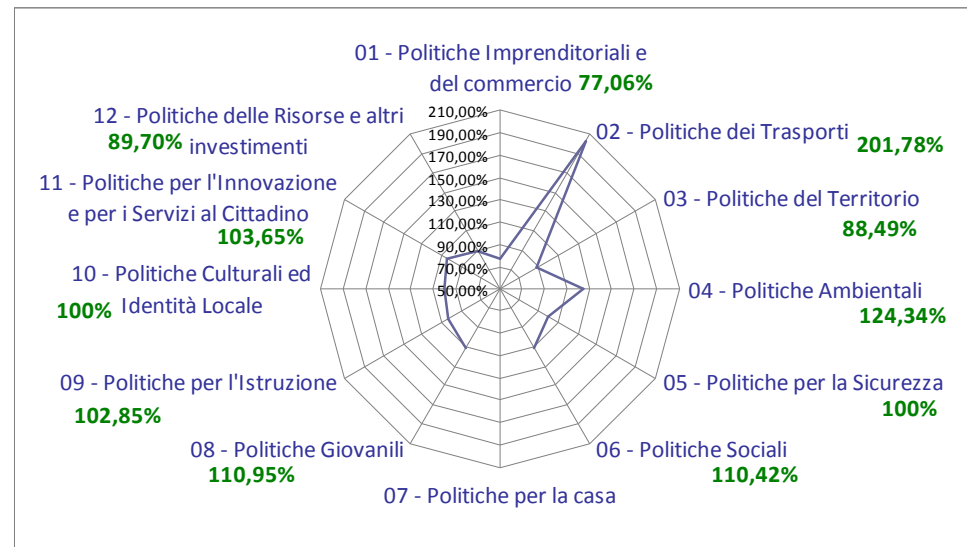 01 - Politiche Imprenditoriali e
del commercio 77,06%
02 - Politiche dei Trasporti
201,78%
03 - Politiche del Territorio
88,49%
04 - Politiche Ambientali
124,34%
05 - Politiche per la Sicurezza
100%
06 - Politiche Sociali
110,42%
07 - Politiche per la casa
08 - Politiche Giovanili
110,95%
09 - Politiche per l'Istruzione
102,85%
10 - Politiche Culturali ed
100% Identità Locale
11 - Politiche per l'Innovazione
e per i Servizi al Cittadino
103,65%
12 - Politiche delle Risorse e altri
89,70% investimenti
210,00%
190,00%
170,00%
150,00%
130,00%
110,00%
90,00%
70,00%
50,00%